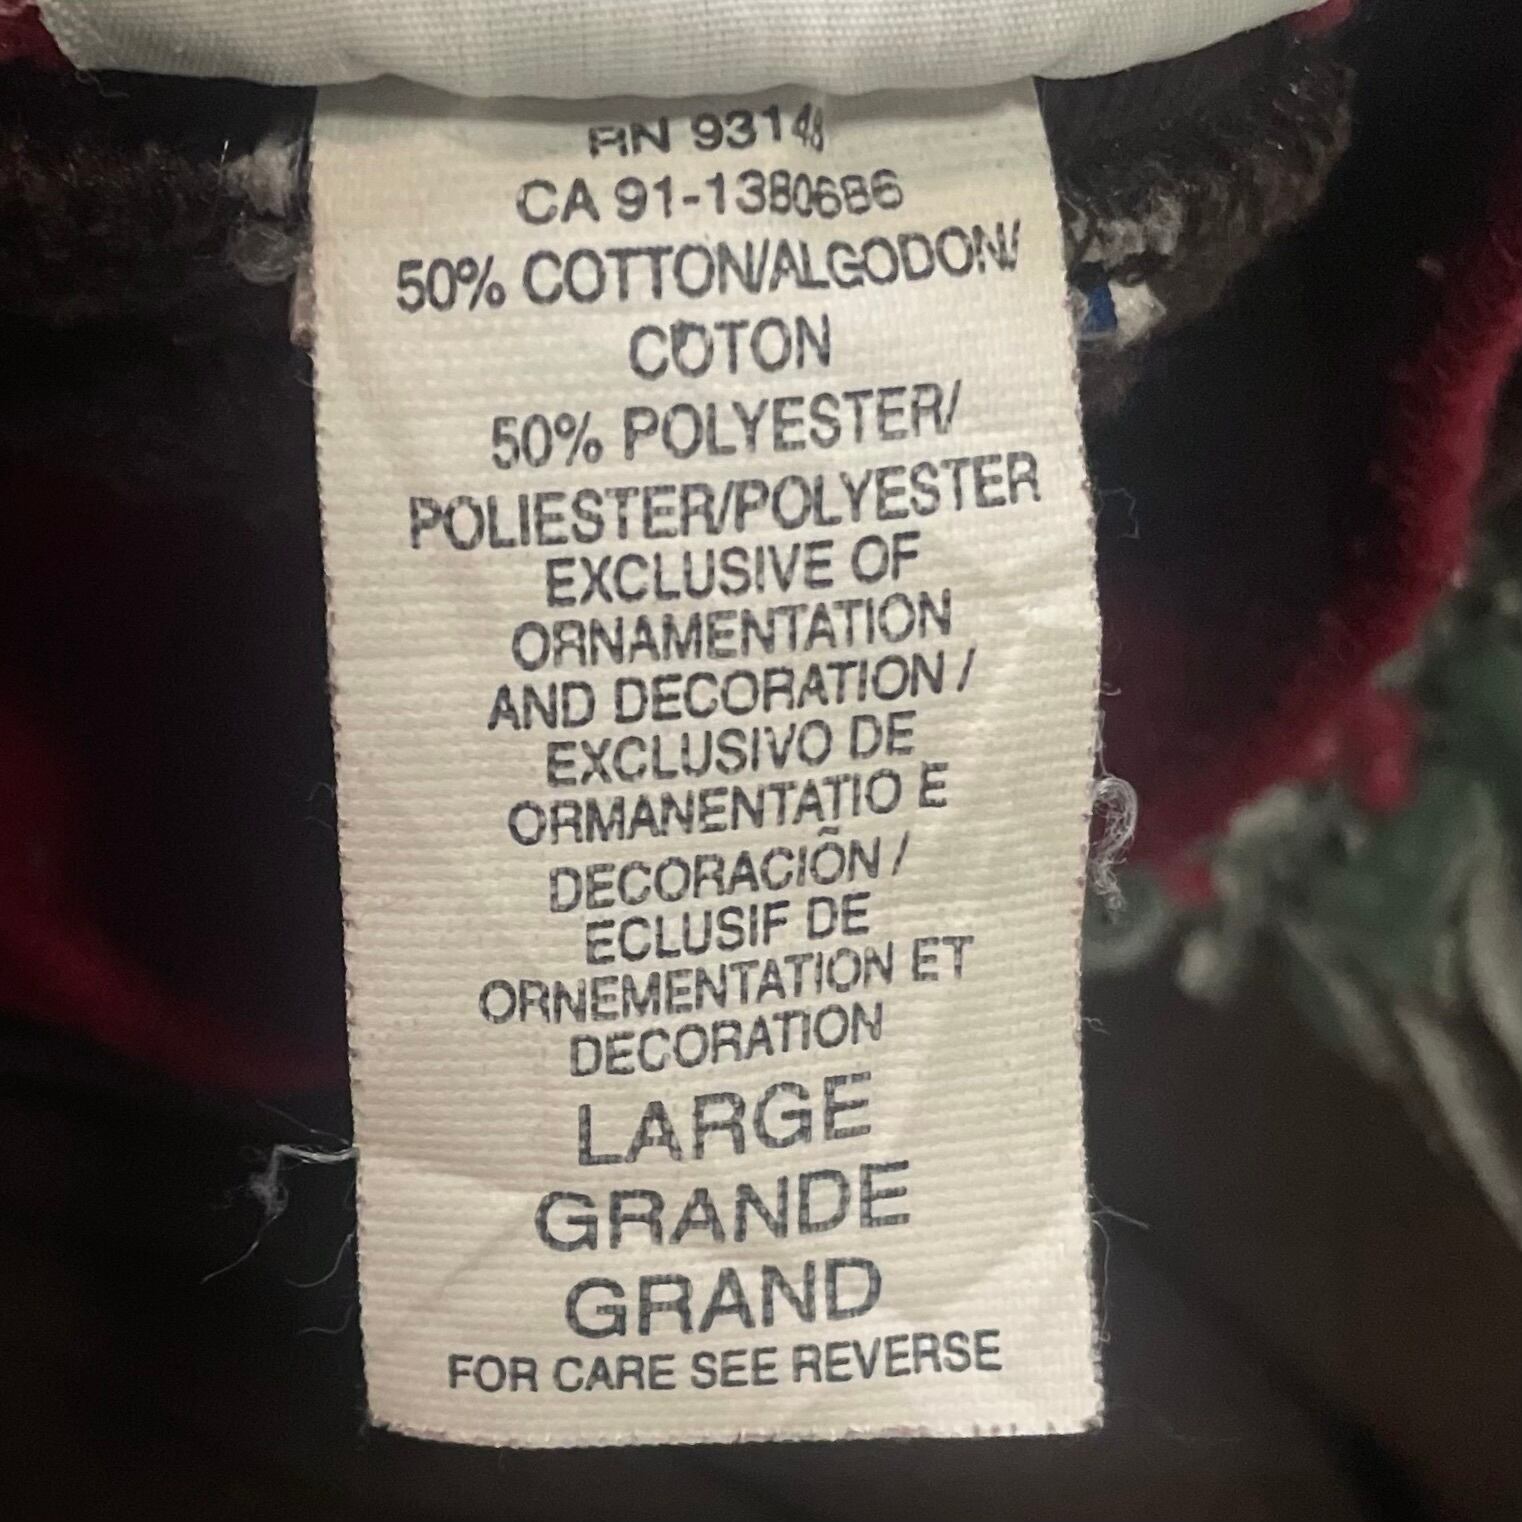 RN 93148
CA 91-1380686
50% COTTON/ALGODON/
COTON
50% POLYESTER/
POLIESTER/POLYESTER
EXCLUSIVE OF
ORNAMENTATION
AND DECORATION /
EXCLUSIVO DE
ORMANENTATIO E
DECORACIÕN /
ECLUSIF DE
ORNEMENTATION ET
DECORATION
LARGE
GRANDE
GRAND
FOR CARE SEE REVERSE